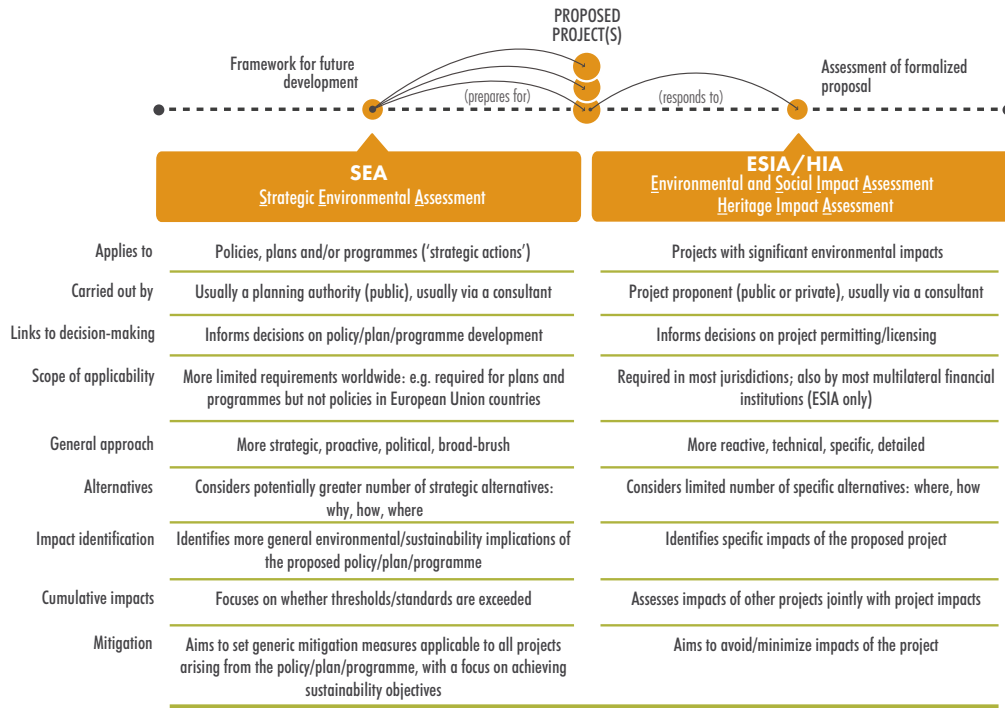 PROPOSED
PROJECT(S)
Framework for future
development
Assessment of formalized
proposal
(prepares for)
(responds to)
SEA
Strategic Environmental Assessment
ESIA/HIA
Environmental and Social Impact Assessment
Heritage Impact Assessment
Applies to
Policies, plans and/or programmes (‘strategic actions’)
Projects with significant environmental impacts
Carried out by
Usually a planning authority (public), usually via a consultant
Project proponent (public or private), usually via a consultant
Links to decision-making
Informs decisions on policy/plan/programme development
Informs decisions on project permitting/licensing
Scope of applicability
More limited requirements worldwide: e.g. required for plans and
programmes but not policies in European Union countries
Required in most jurisdictions; also by most multilateral financial
institutions (ESIA only)
General approach
More strategic, proactive, political, broad-brush
More reactive, technical, specific, detailed
Alternatives
Considers potentially greater number of strategic alternatives:
why, how, where
Considers limited number of specific alternatives: where, how
Impact identification
Identifies more general environmental/sustainability implications of
the proposed policy/plan/programme
Identifies specific impacts of the proposed project
Cumulative impacts
Focuses on whether thresholds/standards are exceeded
Assesses impacts of other projects jointly with project impacts
Mitigation
Aims to set generic mitigation measures applicable to all projects
arising from the policy/plan/programme, with a focus on achieving
sustainability objectives
Aims to avoid/minimize impacts of the project